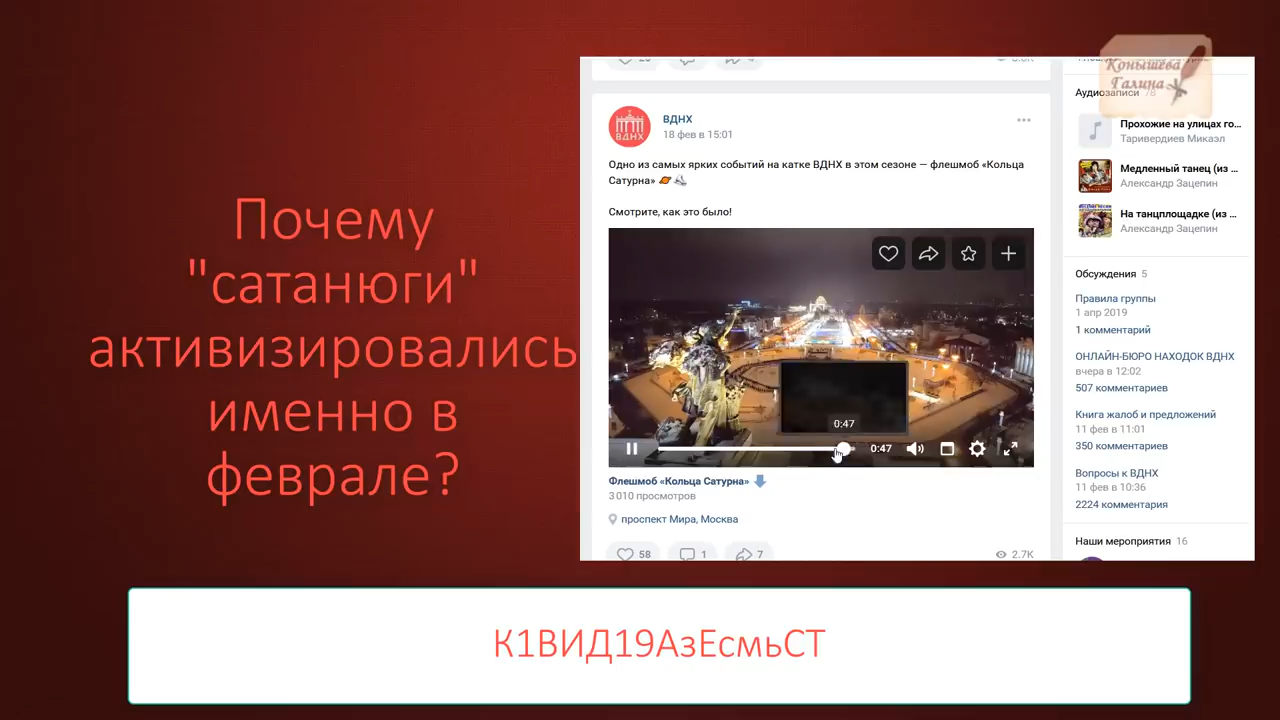 Почему
"сатанюги"
активизировались
именно в
феврале?
Конышева
Галина
ВДНХ
ВДНХ
18 фев в 15:01
Одно из самых ярких событий на катке ВДНХ в этом сезоне — флешмоб «Кольца
Сатурна» 🪐⛸
Смотрите, как это было!
0:47
0:47
Флешмоб «Кольца Сатурна»
3 010 просмотров
проспект Мира, Москва
58
1
7
2.7K
Аудиозаписи 78
Прохожие на улицах го...
Таривердиев Микаэл
Медленный танец (из ...
Александр Зацепин
На танцплощадке (из ...
Александр Зацепин
Обсуждения 5
Правила группы
1 апр 2019
1 комментарий
ОНЛАЙН-БЮРО НАХОДОК ВДНХ
вчера в 12:02
507 комментариев
Книга жалоб и предложений
11 фев в 11:01
350 комментариев
Вопросы к ВДНХ
11 фев в 10:36
2224 комментария
Наши мероприятия 16
К1ВИД19АзЕсмьСТ